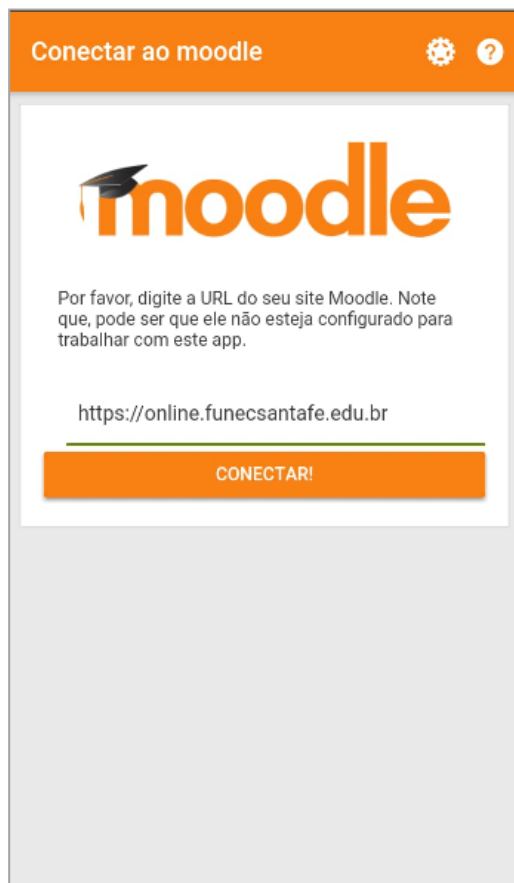 Conectar ao moodle
moodle
Por favor, digite a URL do seu site Moodle. Note
que, pode ser que ele não esteja configurado para
trabalhar com este app.
https://online.funecsantafe.edu.br
CONECTAR!